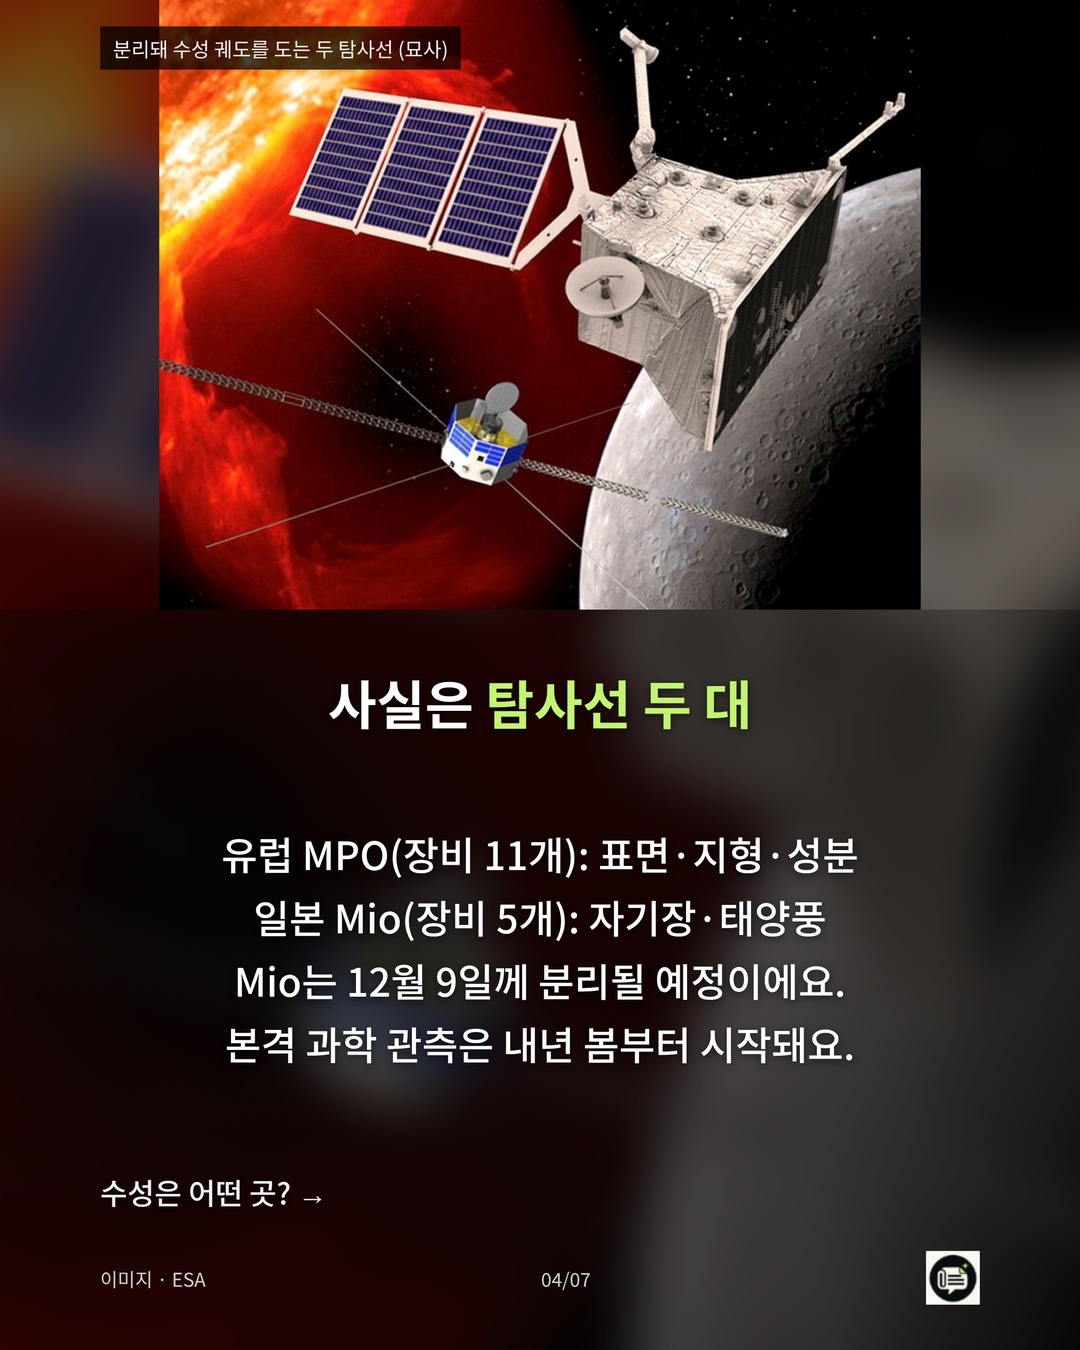 분리돼 수성 궤도를 도는 두 탐사선 (묘사)
사실은 탐사선 두 대
유럽 MPO(장비 11개): 표면·지형·성분
일본 Mio(장비 5개): 자기장·태양풍
Mio는 12월 9일께 분리될 예정이에요.
본격 과학 관측은 내년 봄부터 시작돼요.
수성은 어떤 곳? →
이미지 · ESA
04/07